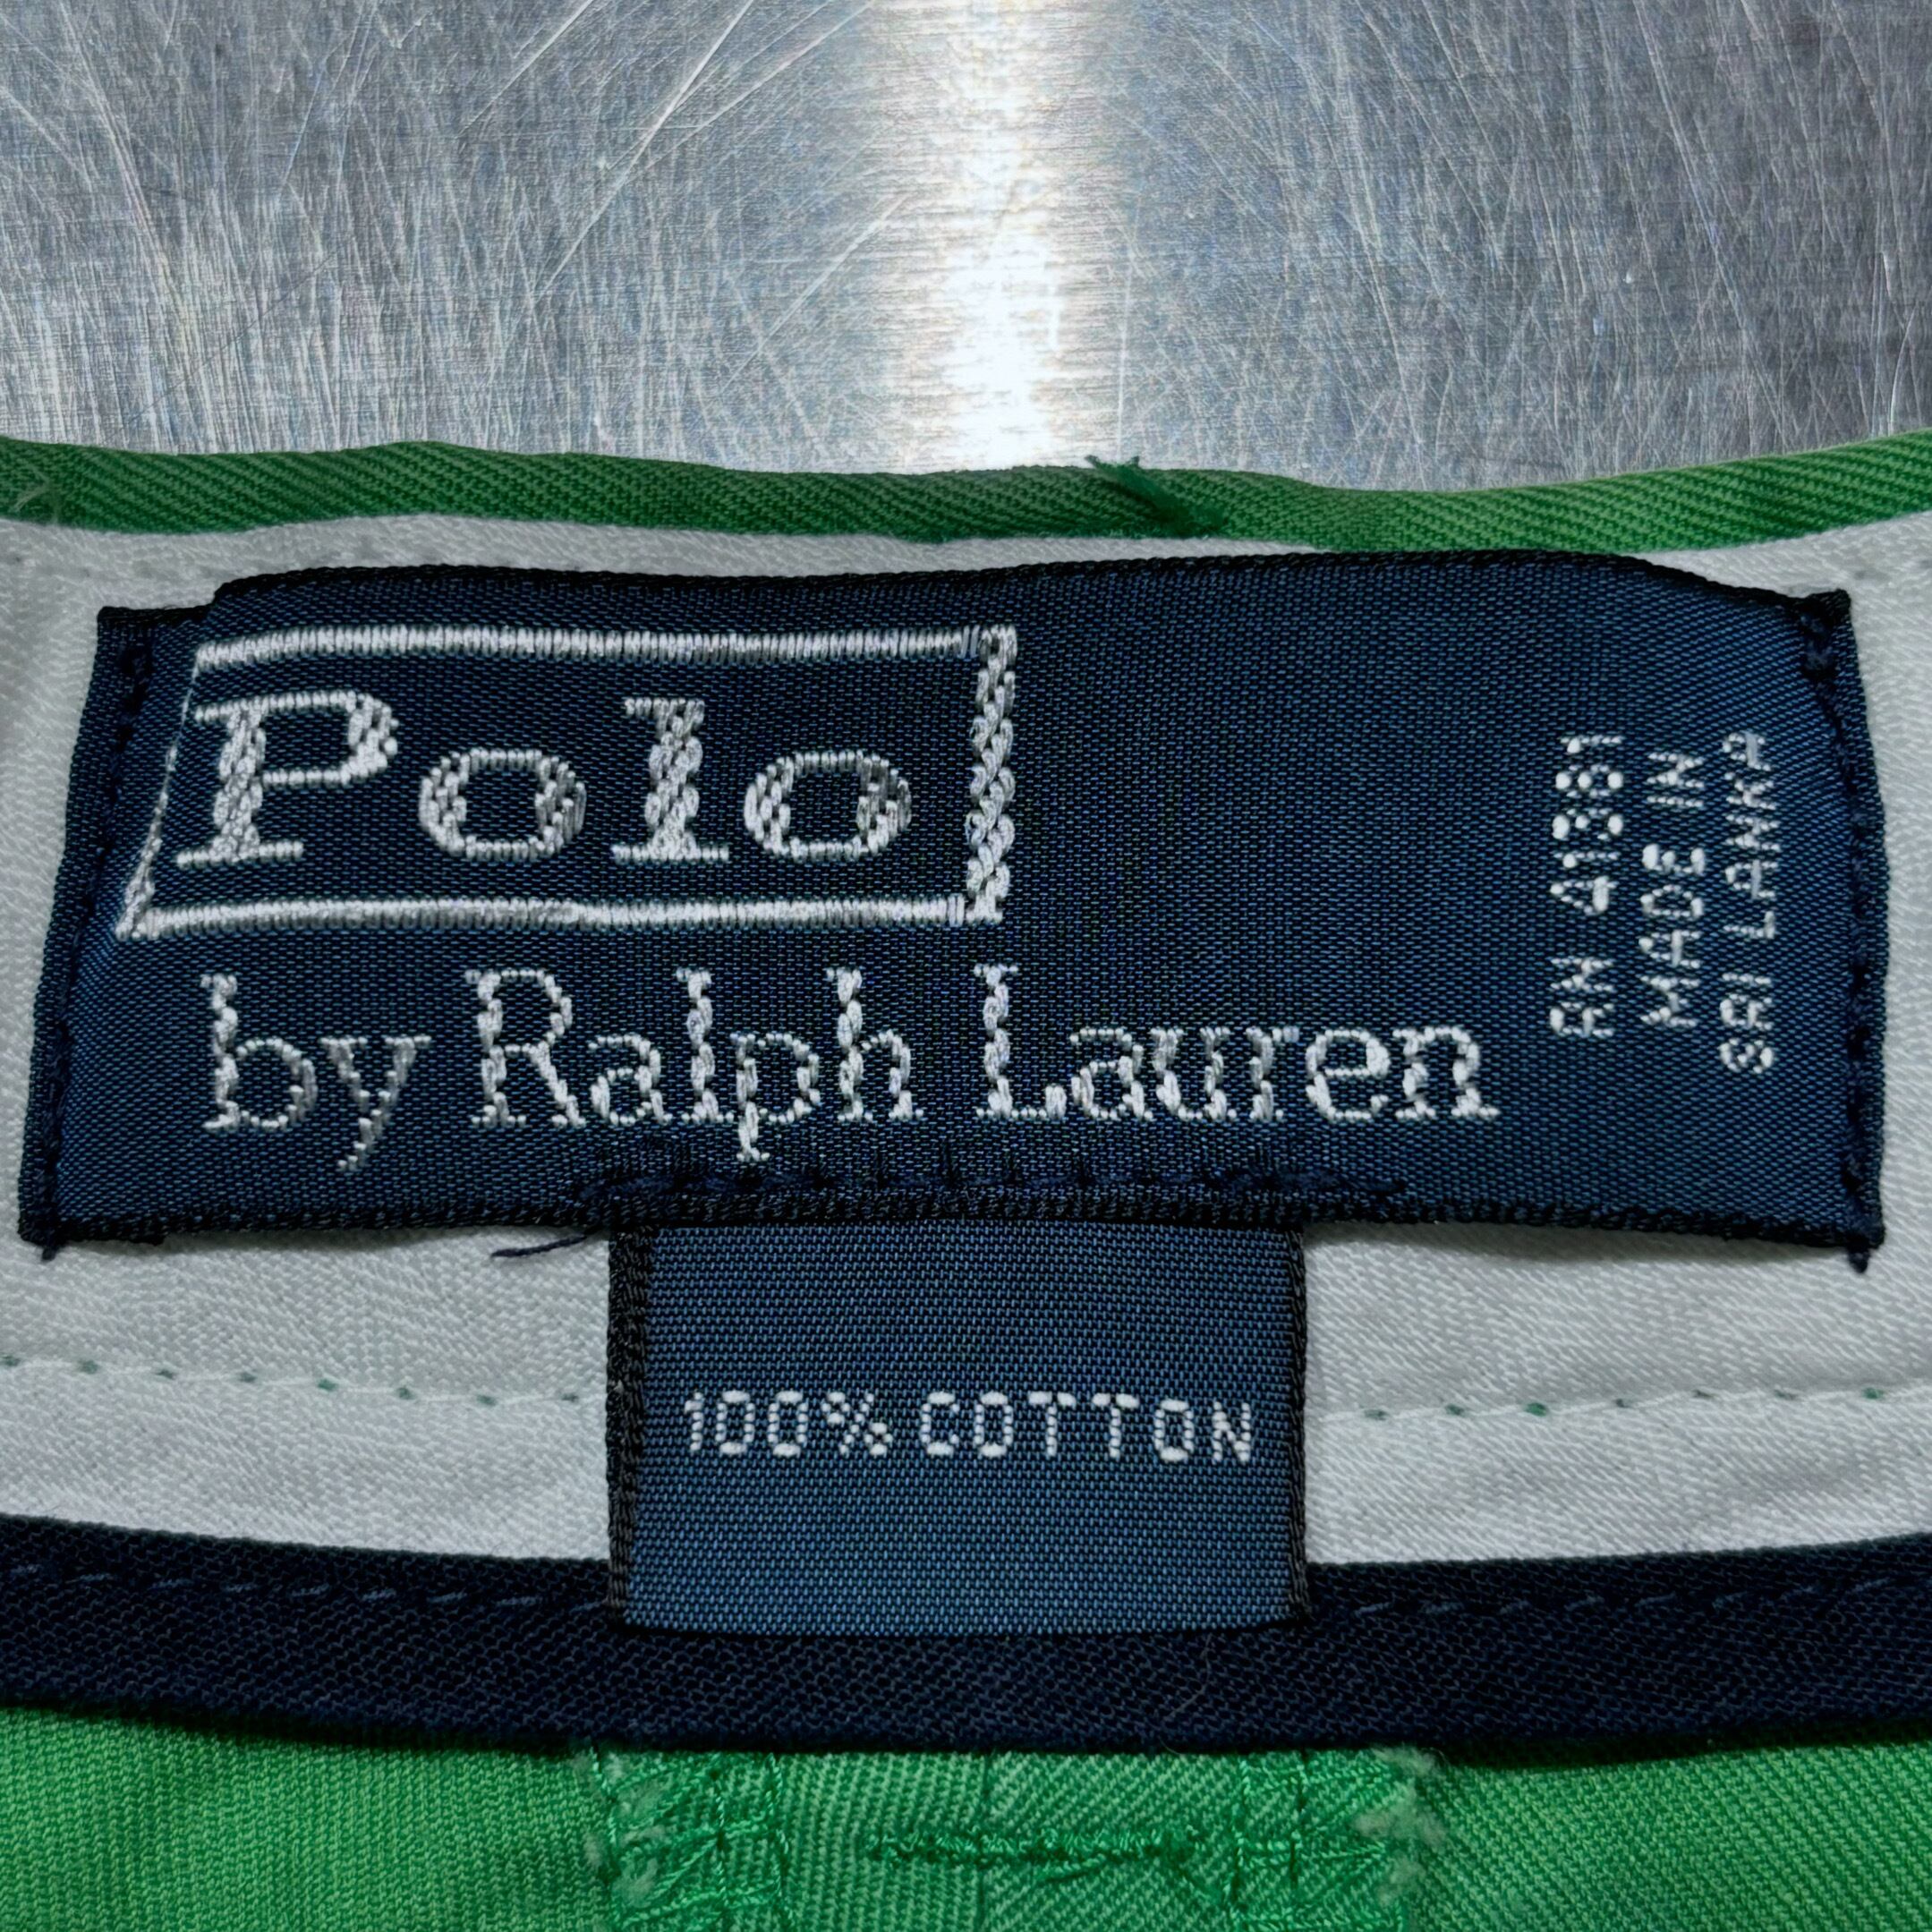 Polo
by Ralph Lauren
RN 41381
MADE IN
SRI LANKA
100% COTTON